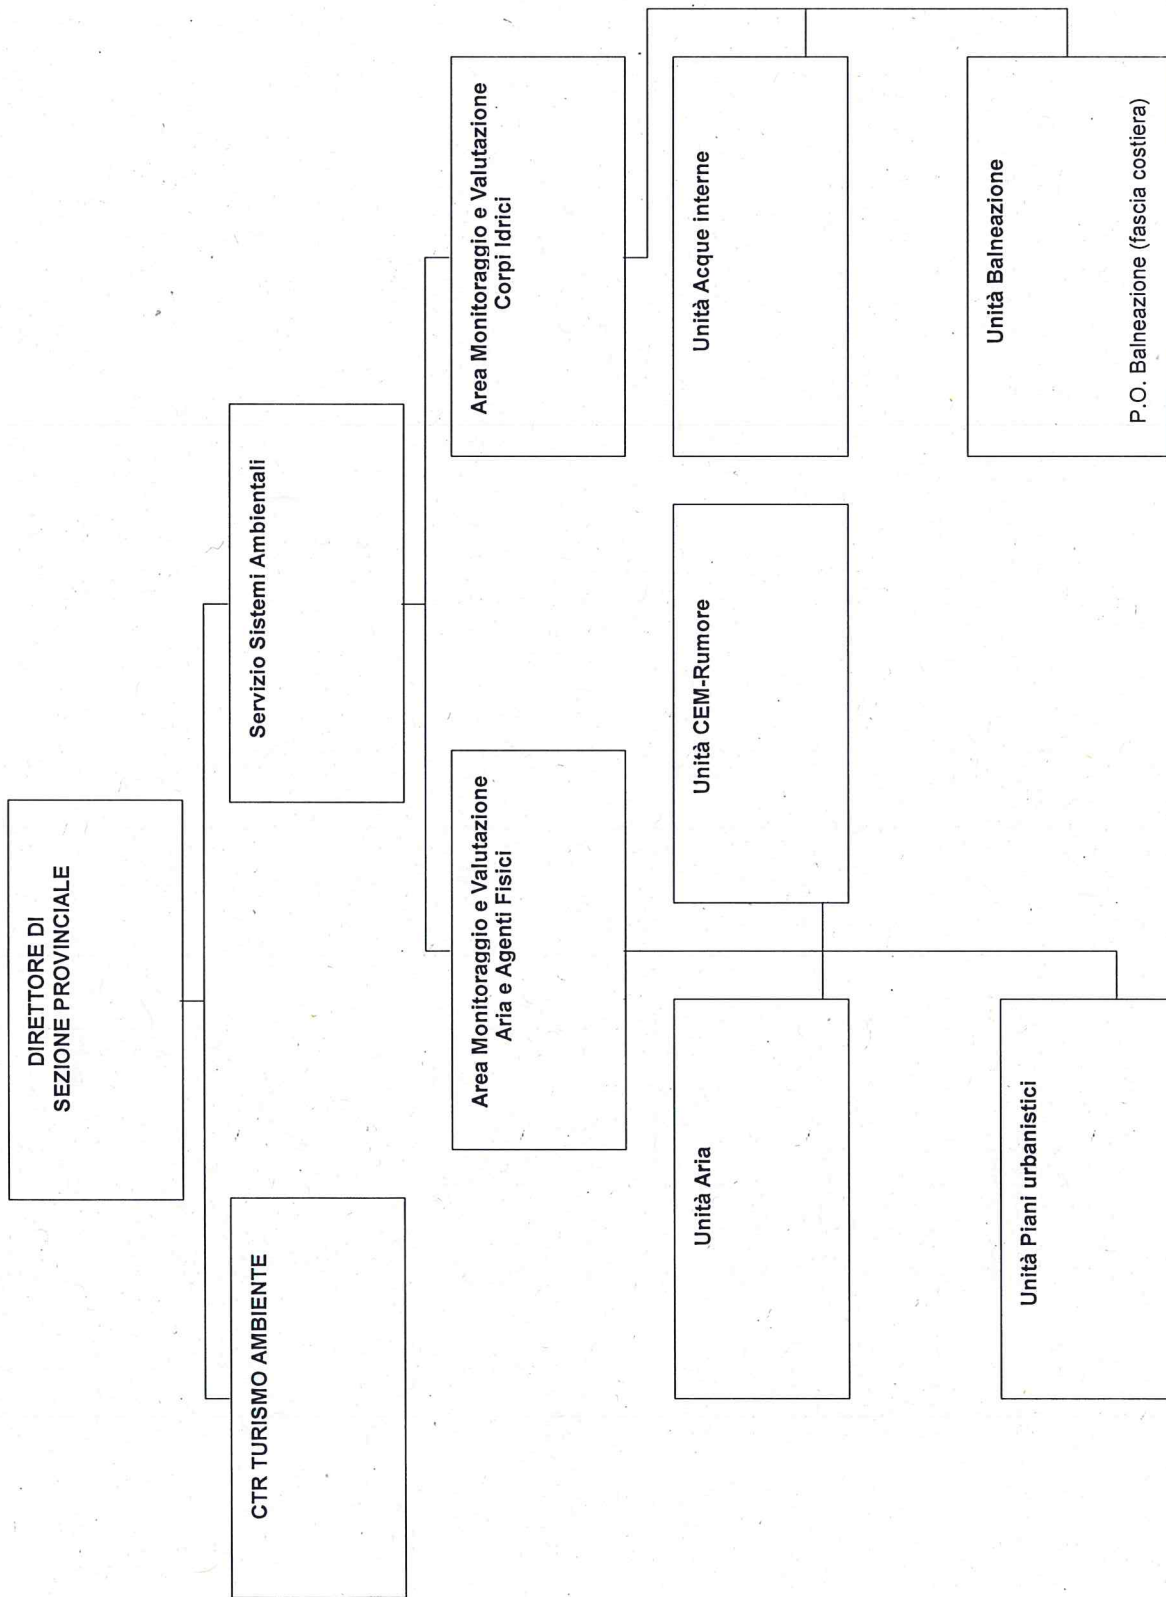 DIRETTORE DI
SEZIONE PROVINCIALE
CTR TURISMO AMBIENTE
Servizio Sistemi Ambientali
Area Monitoraggio e Valutazione
Aria e Agenti Fisici
Area Monitoraggio e Valutazione
Corpi Idrici
Unità Aria
Unità CEM-Rumore
Unità Acque interne
Unità Piani urbanistici
Unità Balneazione
P.O. Balneazione (fascia costiera)